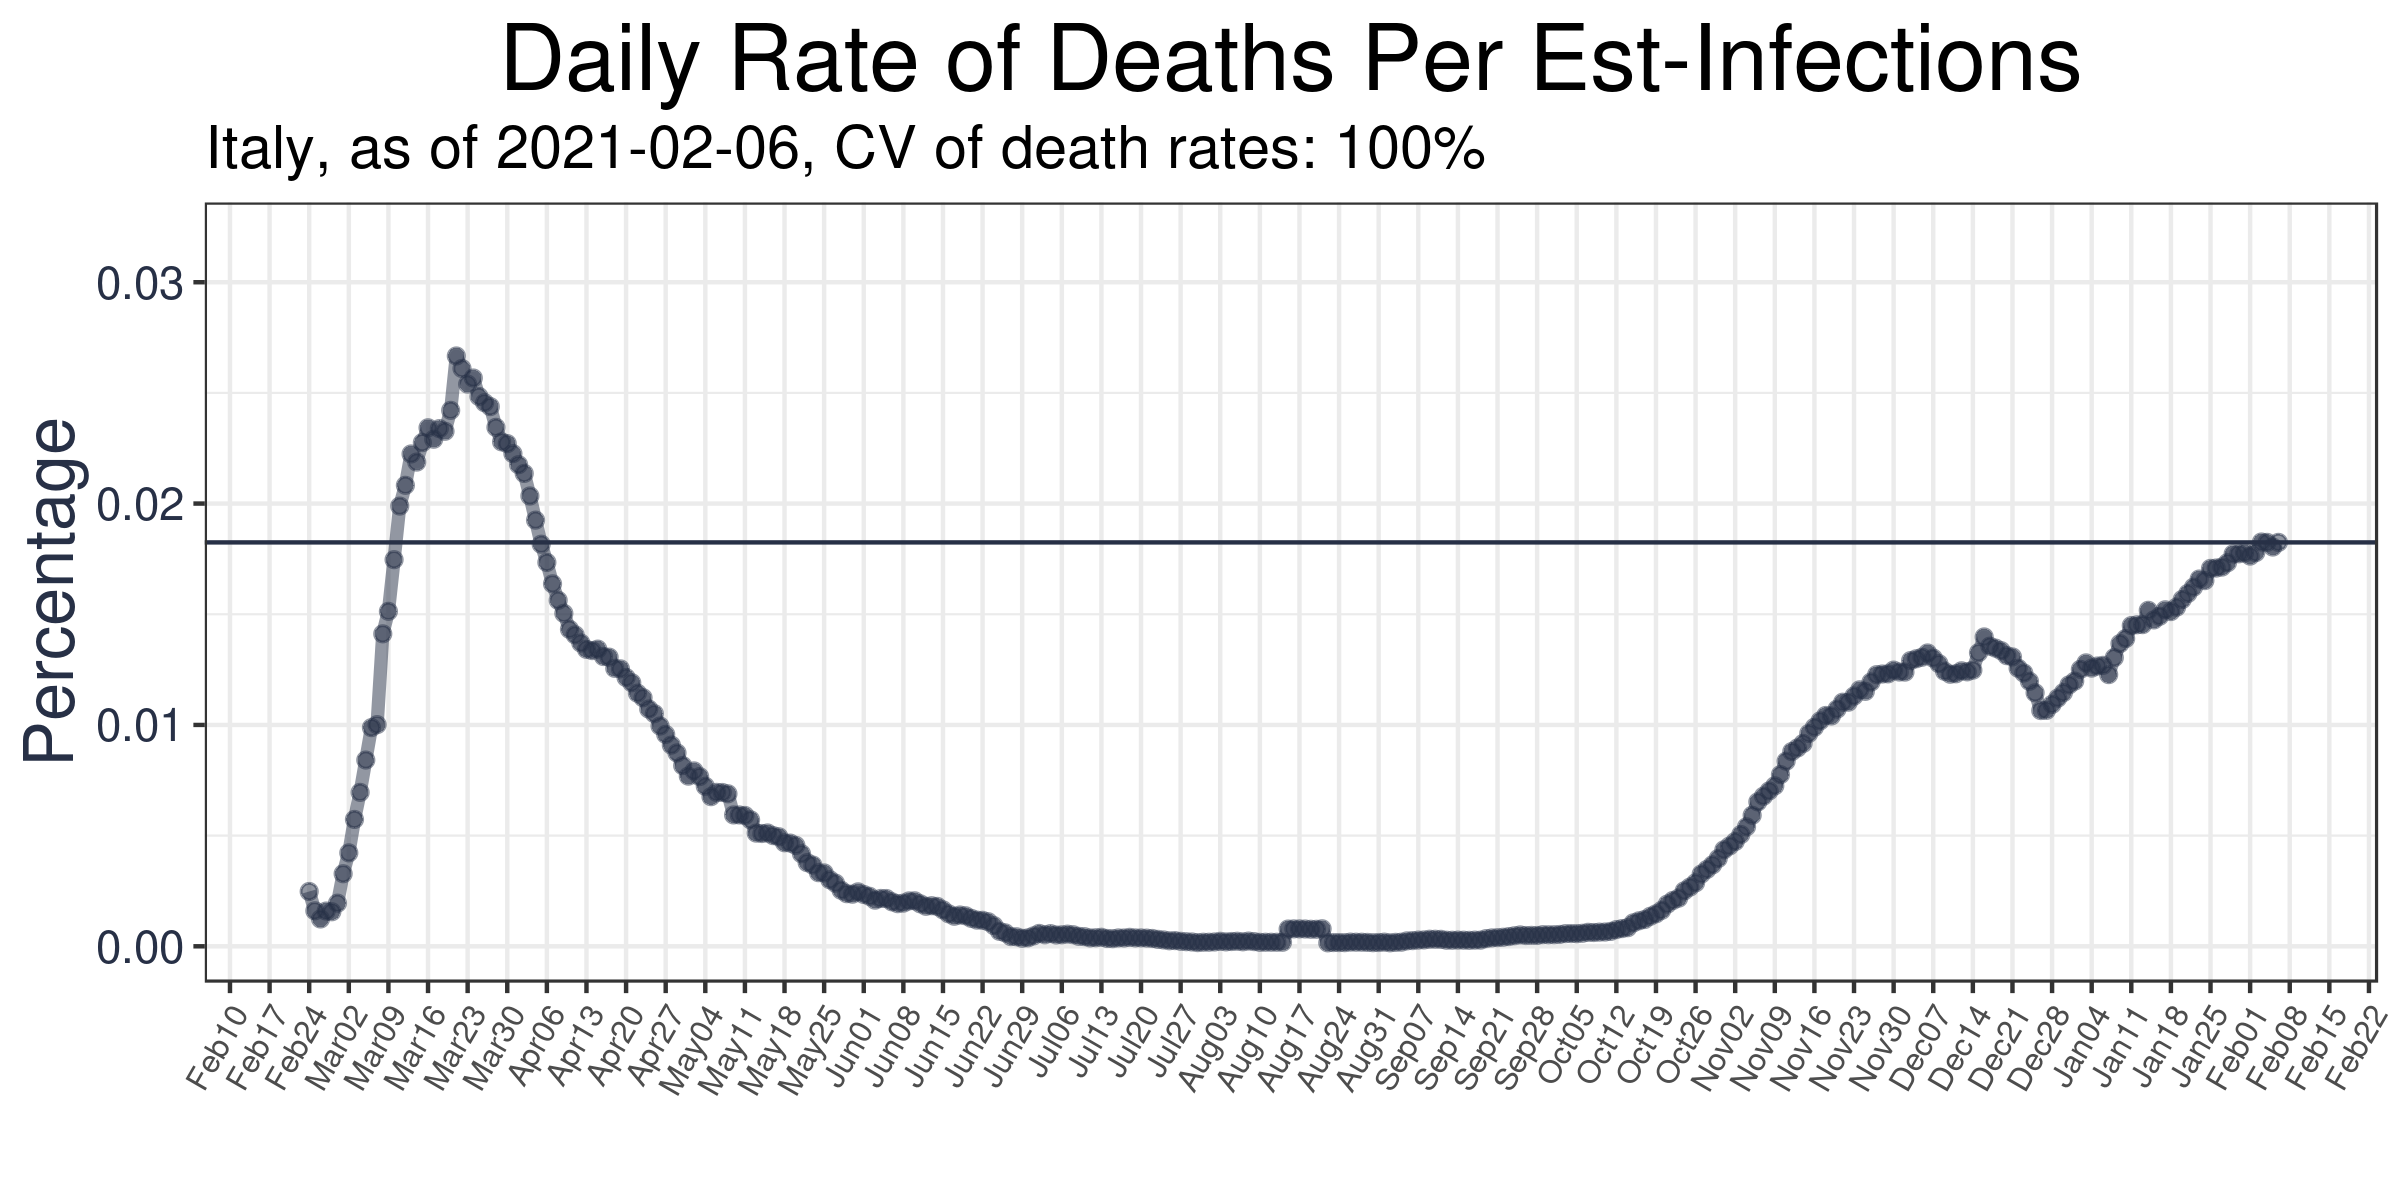 Daily Rate of Deaths Per Est-Infections
Italy, as of 2021-02-06, CV of death rates: 100%
Percentage
0.03
0.02
0.01
0.00
Feb10
Feb17
Feb24
Mar02
Mar09
Mar16
Mar23
Mar30
Apr06
Apr13
Apr20
Apr27
May04
May11
May18
May25
Jun01
Jun08
Jun15
Jun22
Jun29
Jul06
Jul13
Jul20
Jul27
Aug03
Aug10
Aug17
Aug24
Aug31
Sep07
Sep14
Sep21
Sep28
Oct05
Oct12
Oct19
Oct26
Nov02
Nov09
Nov16
Nov23
Nov30
Dec07
Dec14
Dec21
Dec28
Jan04
Jan11
Jan18
Jan25
Feb01
Feb08
Feb15
Feb22